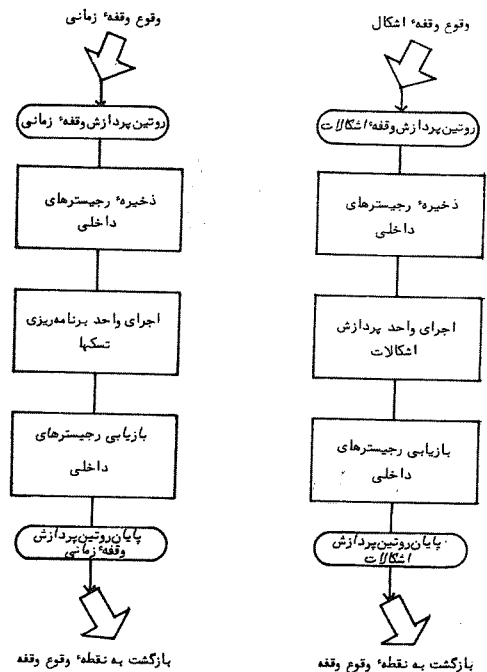 وقوع وقفهٔ اشکال
روتین پردازش وقفهٔ اشکالات
ذخیرهٔ رجیسترهای
داخلی
اجرای واحد پردازش
اشکالات
بازیابی رجیسترهای
داخلی
پایان روتین پردازش
اشکالات
بازگشت به نقطهٔ وقوع وقفه
وقوع وقفهٔ زمانی
روتین پردازش وقفهٔ زمانی
ذخیرهٔ رجیسترهای
داخلی
اجرای واحد برنامه‌ریزی
تسکها
بازیابی رجیسترهای
داخلی
پایان روتین پردازش
وقفهٔ زمانی
بازگشت به نقطهٔ وقوع وقفه